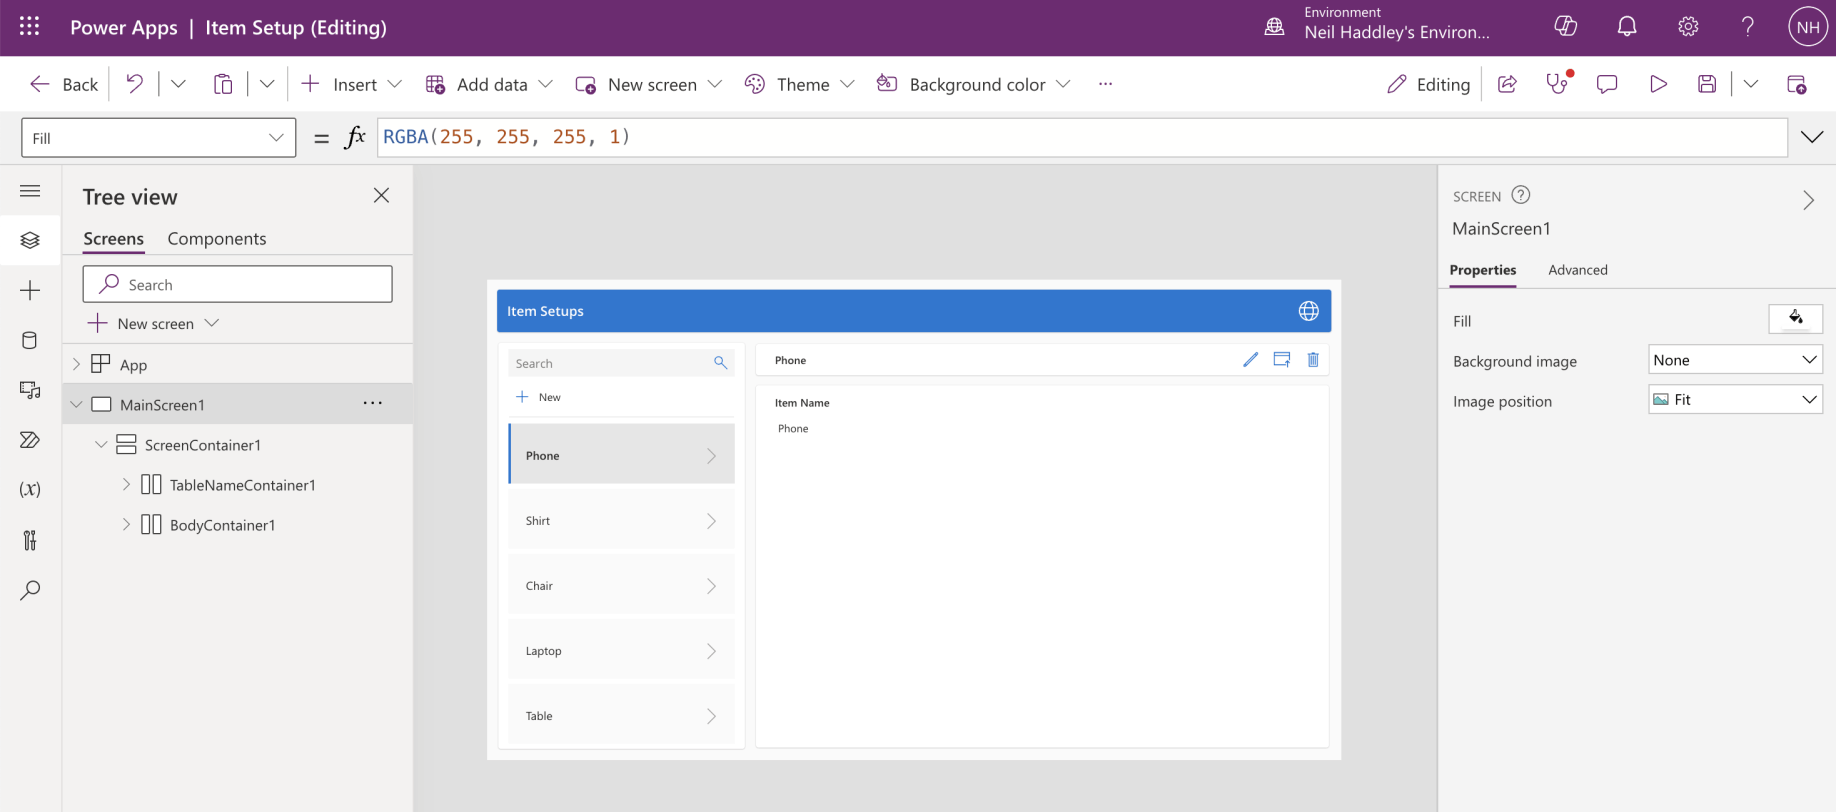 Power Apps | Item Setup (Editing)
Environment
Neil Haddley's Environ...
NH
Back
Insert
Add data
New screen
Theme
Background color
...
Editing
Fill
= fx
RGBA(255, 255, 255, 1)
Tree view
Screens
Components
Search
New screen
App
MainScreen1
...
ScreenContainer1
TableNameContainer1
BodyContainer1
(x)
Item Setups
Search
New
Phone
Shirt
Chair
Laptop
Table
Phone
Item Name
Phone
SCREEN ?
MainScreen1
Properties
Advanced
Fill
Background image
None
Image position
Fit